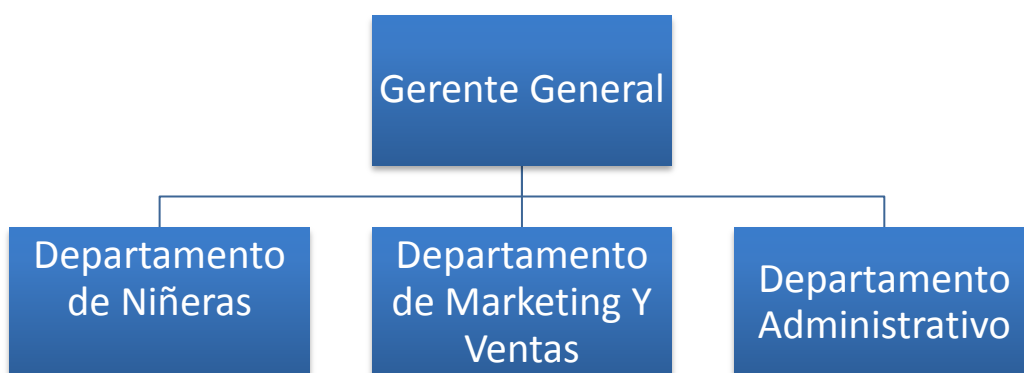 Gerente General
Departamento
de Niñeras
Departamento
de Marketing Y
Ventas
Departamento
Administrativo